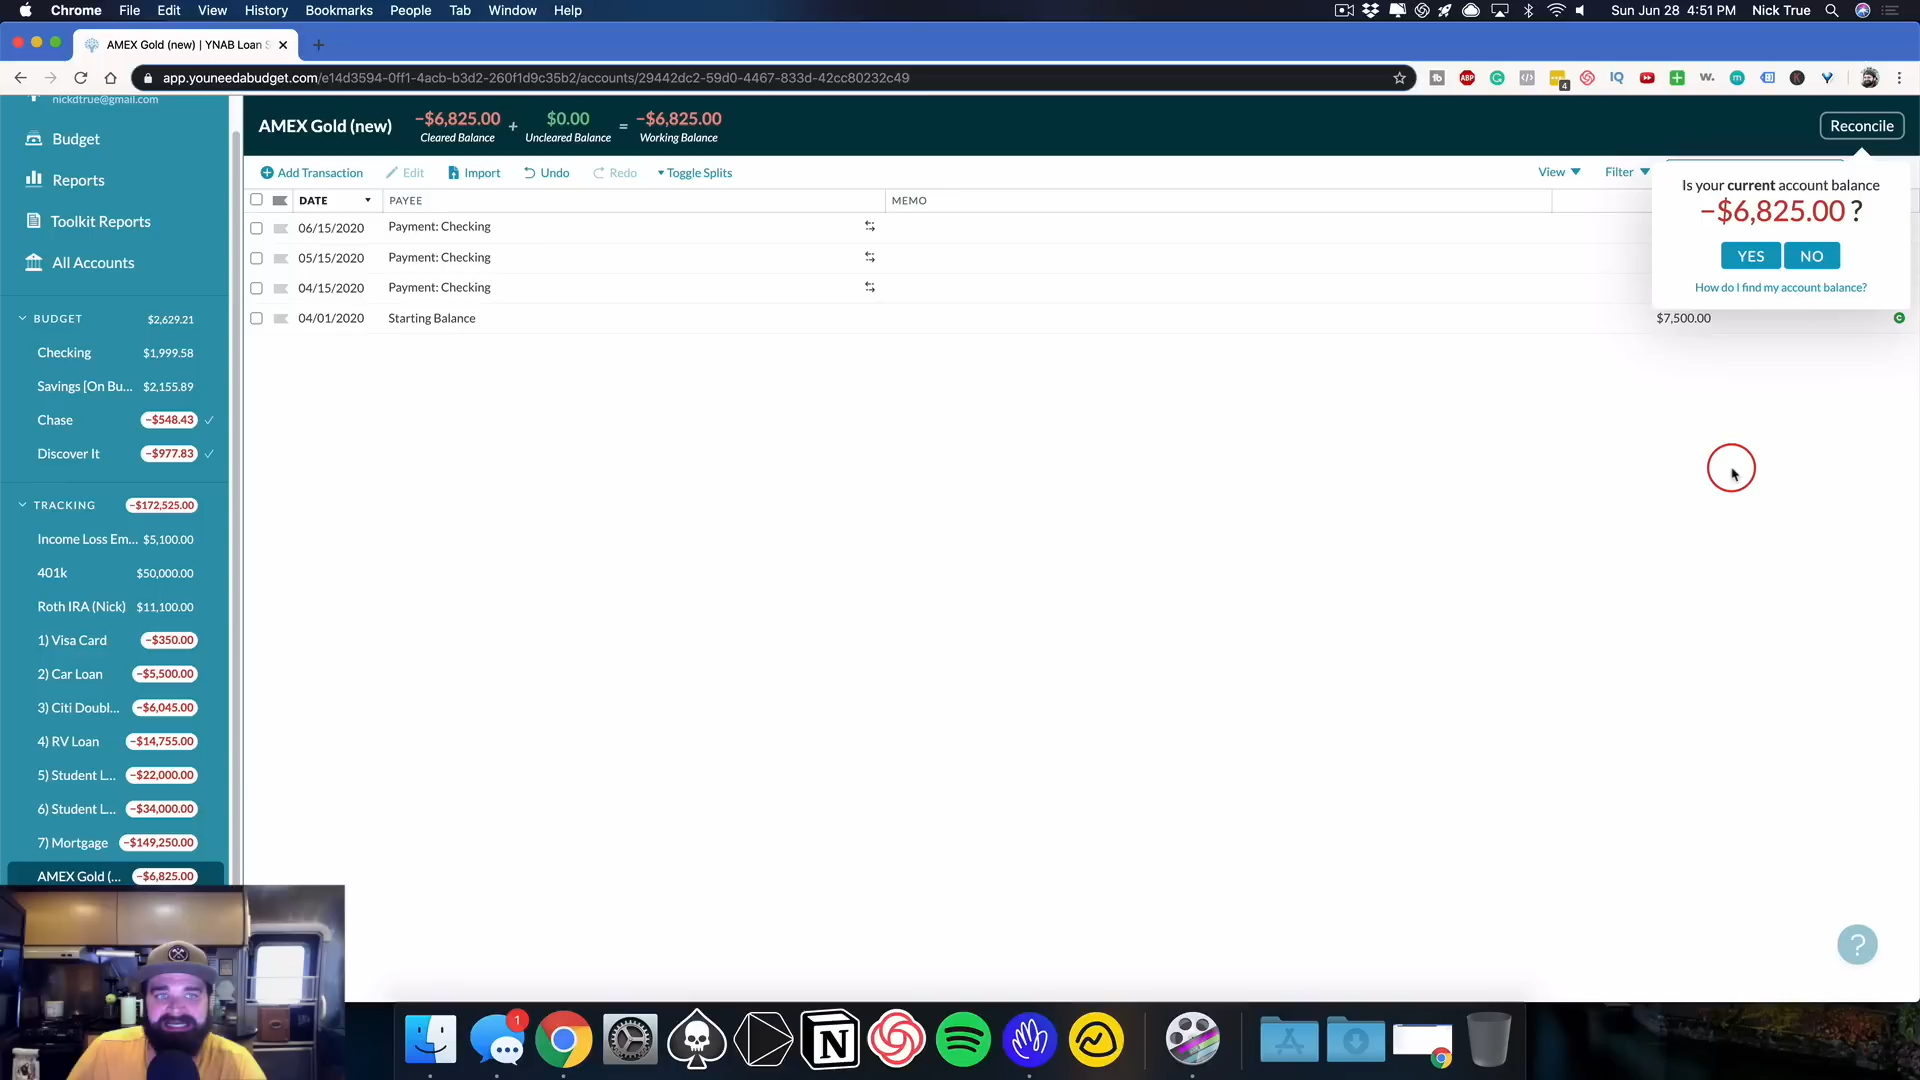 Chrome File Edit View History Bookmarks People Tab Window Help
Sun Jun 28 4:51 PM Nick True
AMEX Gold (new) | YNAB Loan S
app.youneedabudget.com/e14d3594-0ff1-4acb-b3d2-260f1d9c35b2/accounts/29442dc2-59d0-4467-833d-42cc80232c49
nickdtrue@gmail.com
Budget
Reports
Toolkit Reports
All Accounts
BUDGET $2,629.21
Checking $1,999.58
Savings [On Bu... $2,155.89
Chase −$548.43
Discover It −$977.83
TRACKING −$172,525.00
Income Loss Em... $5,100.00
401k $50,000.00
Roth IRA (Nick) $11,100.00
1) Visa Card −$350.00
2) Car Loan −$5,500.00
3) Citi Doubl... −$6,045.00
4) RV Loan −$14,755.00
5) Student L... −$22,000.00
6) Student L... −$34,000.00
7) Mortgage −$149,250.00
AMEX Gold (... −$6,825.00
AMEX Gold (new)
−$6,825.00 + $0.00 = −$6,825.00
Cleared Balance Uncleared Balance Working Balance
Reconcile
Add Transaction Edit Import Undo Redo Toggle Splits
View Filter
DATE PAYEE MEMO
06/15/2020 Payment: Checking
05/15/2020 Payment: Checking
04/15/2020 Payment: Checking
04/01/2020 Starting Balance $7,500.00
Is your current account balance
−$6,825.00 ?
YES NO
How do I find my account balance?
?
1
4